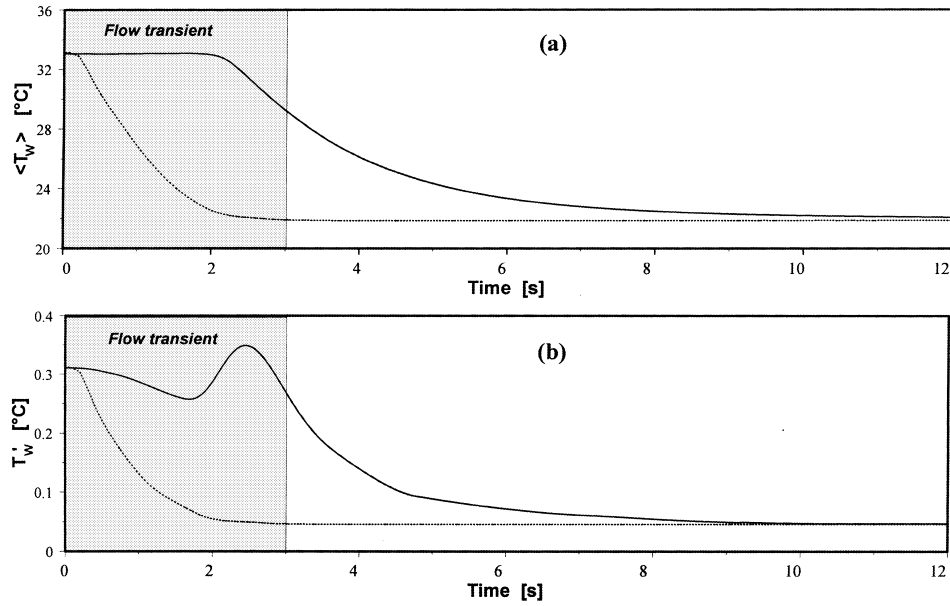 36
32
28
24
20
<T_W> [°C]
Flow transient
(a)
0 2 4 6 8 10 12
Time [s]
0.4
0.3
0.2
0.1
0
T_W' [°C]
Flow transient
(b)
0 2 4 6 8 10 12
Time [s]